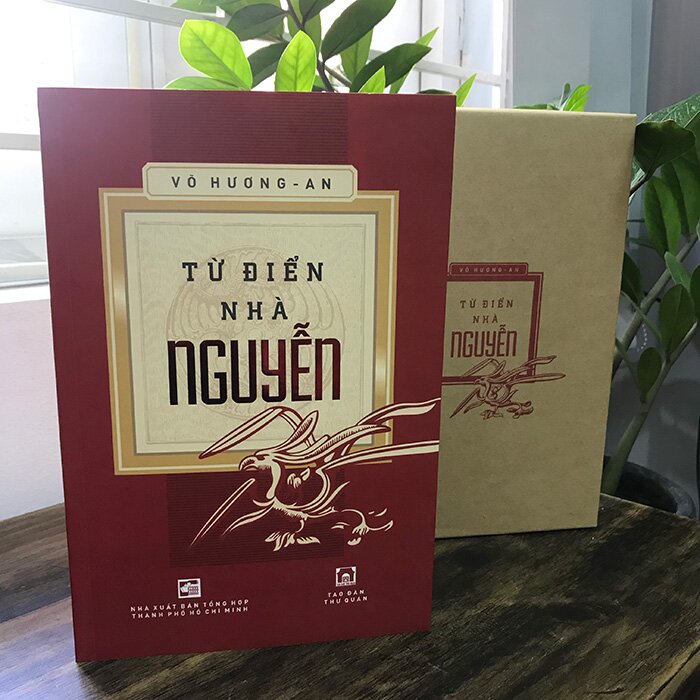 VÕ HƯƠNG-AN
TỪ ĐIỂN
NHÀ
NGUYỄN
NHÀ XUẤT BẢN TỔNG HỢP
THÀNH PHỐ HỒ CHÍ MINH
TAO ĐÀN
THƯ QUÁN
VÕ HƯƠNG-AN
TỪ ĐIỂN
NHÀ
NGUYỄN